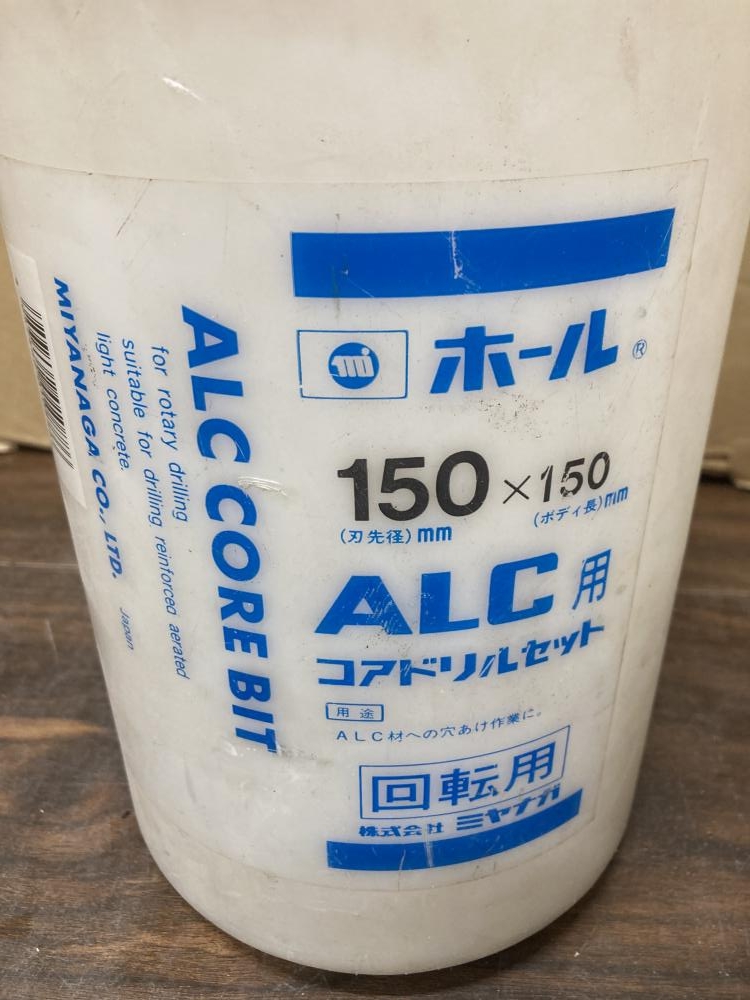 mi
ホール®
150×150
(刃先径)mm
(ボディ長)mm
ALC用
コアドリルセット
用途
ALC材への穴あけ作業に。
回転用
株式会社 ミヤナガ
ALC CORE BIT
for rotary drilling
suitable for drilling reinforced aerated
light concrete.
MIYANAGA CO., LTD. Japan